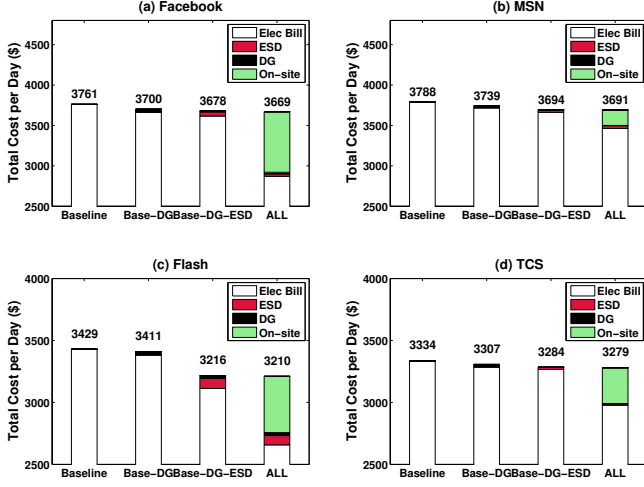 (a) Facebook
Total Cost per Day ($)
4500
4000
3500
3000
2500
3761
3700
3678
3669
Elec Bill
ESD
DG
On-site
Baseline
Base-DG
Base-DG-ESD
ALL
(b) MSN
Total Cost per Day ($)
4500
4000
3500
3000
2500
3788
3739
3694
3691
Elec Bill
ESD
DG
On-site
Baseline
Base-DG
Base-DG-ESD
ALL
(c) Flash
Total Cost per Day ($)
4000
3500
3000
2500
3429
3411
3216
3210
Elec Bill
ESD
DG
On-site
Baseline
Base-DG
Base-DG-ESD
ALL
(d) TCS
Total Cost per Day ($)
4000
3500
3000
2500
3334
3307
3284
3279
Elec Bill
ESD
DG
On-site
Baseline
Base-DG
Base-DG-ESD
ALL